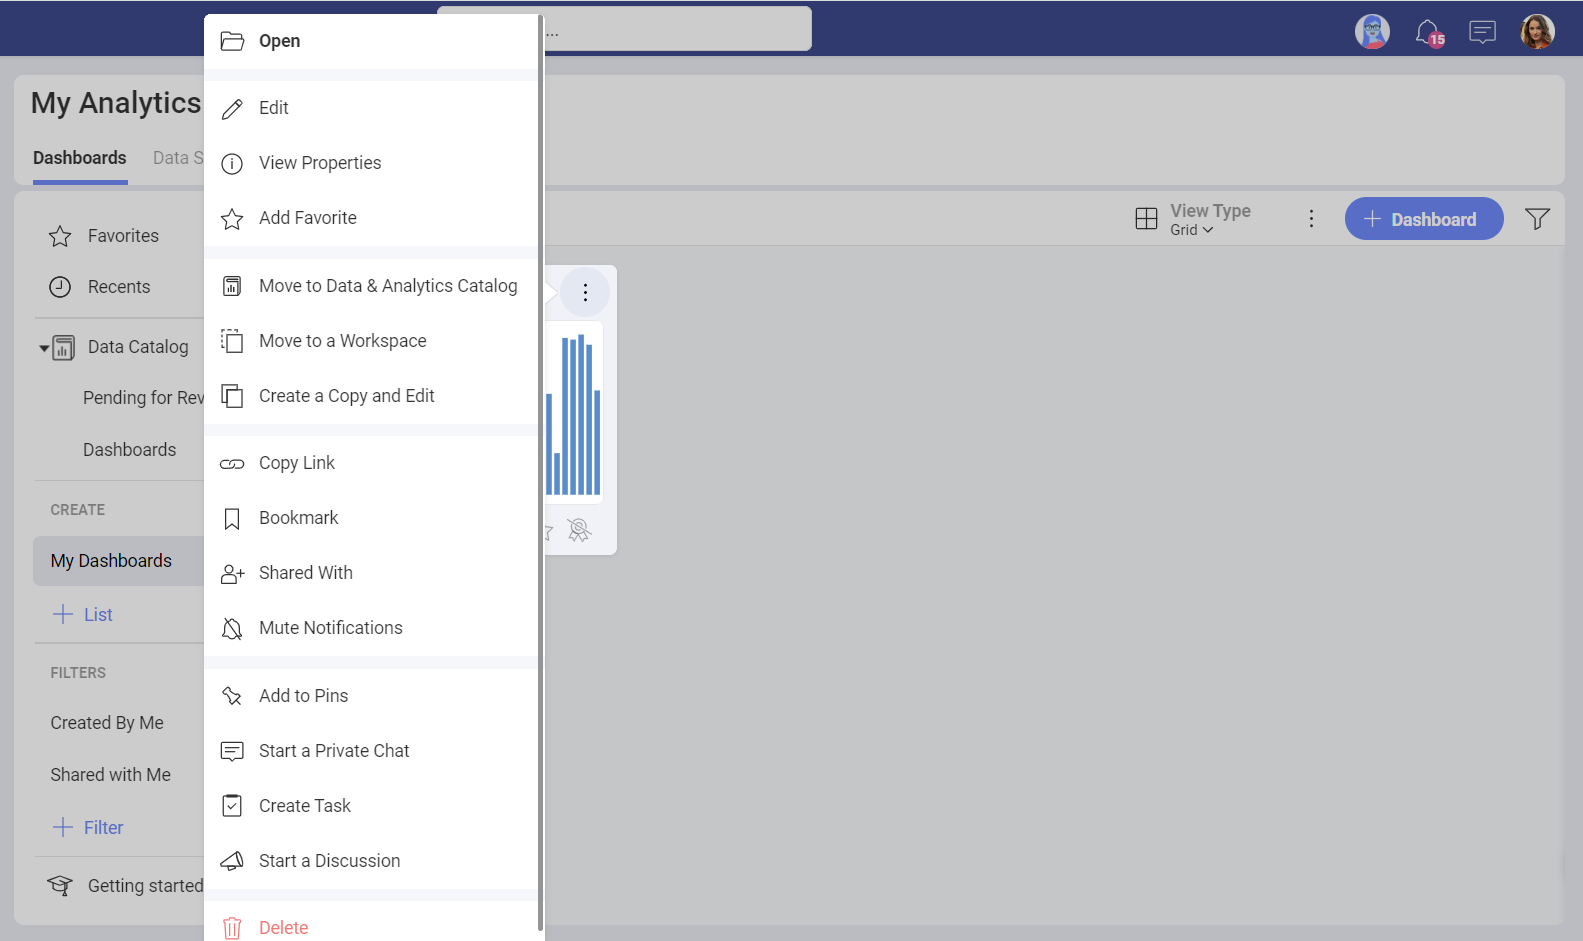 ...
15
My Analytics
Dashboards
Data S
Favorites
Recents
Data Catalog
Pending for Rev
Dashboards
CREATE
My Dashboards
List
FILTERS
Created By Me
Shared with Me
Filter
Getting started
Open
Edit
View Properties
Add Favorite
Move to Data & Analytics Catalog
Move to a Workspace
Create a Copy and Edit
Copy Link
Bookmark
Shared With
Mute Notifications
Add to Pins
Start a Private Chat
Create Task
Start a Discussion
Delete
View Type
Grid
Dashboard